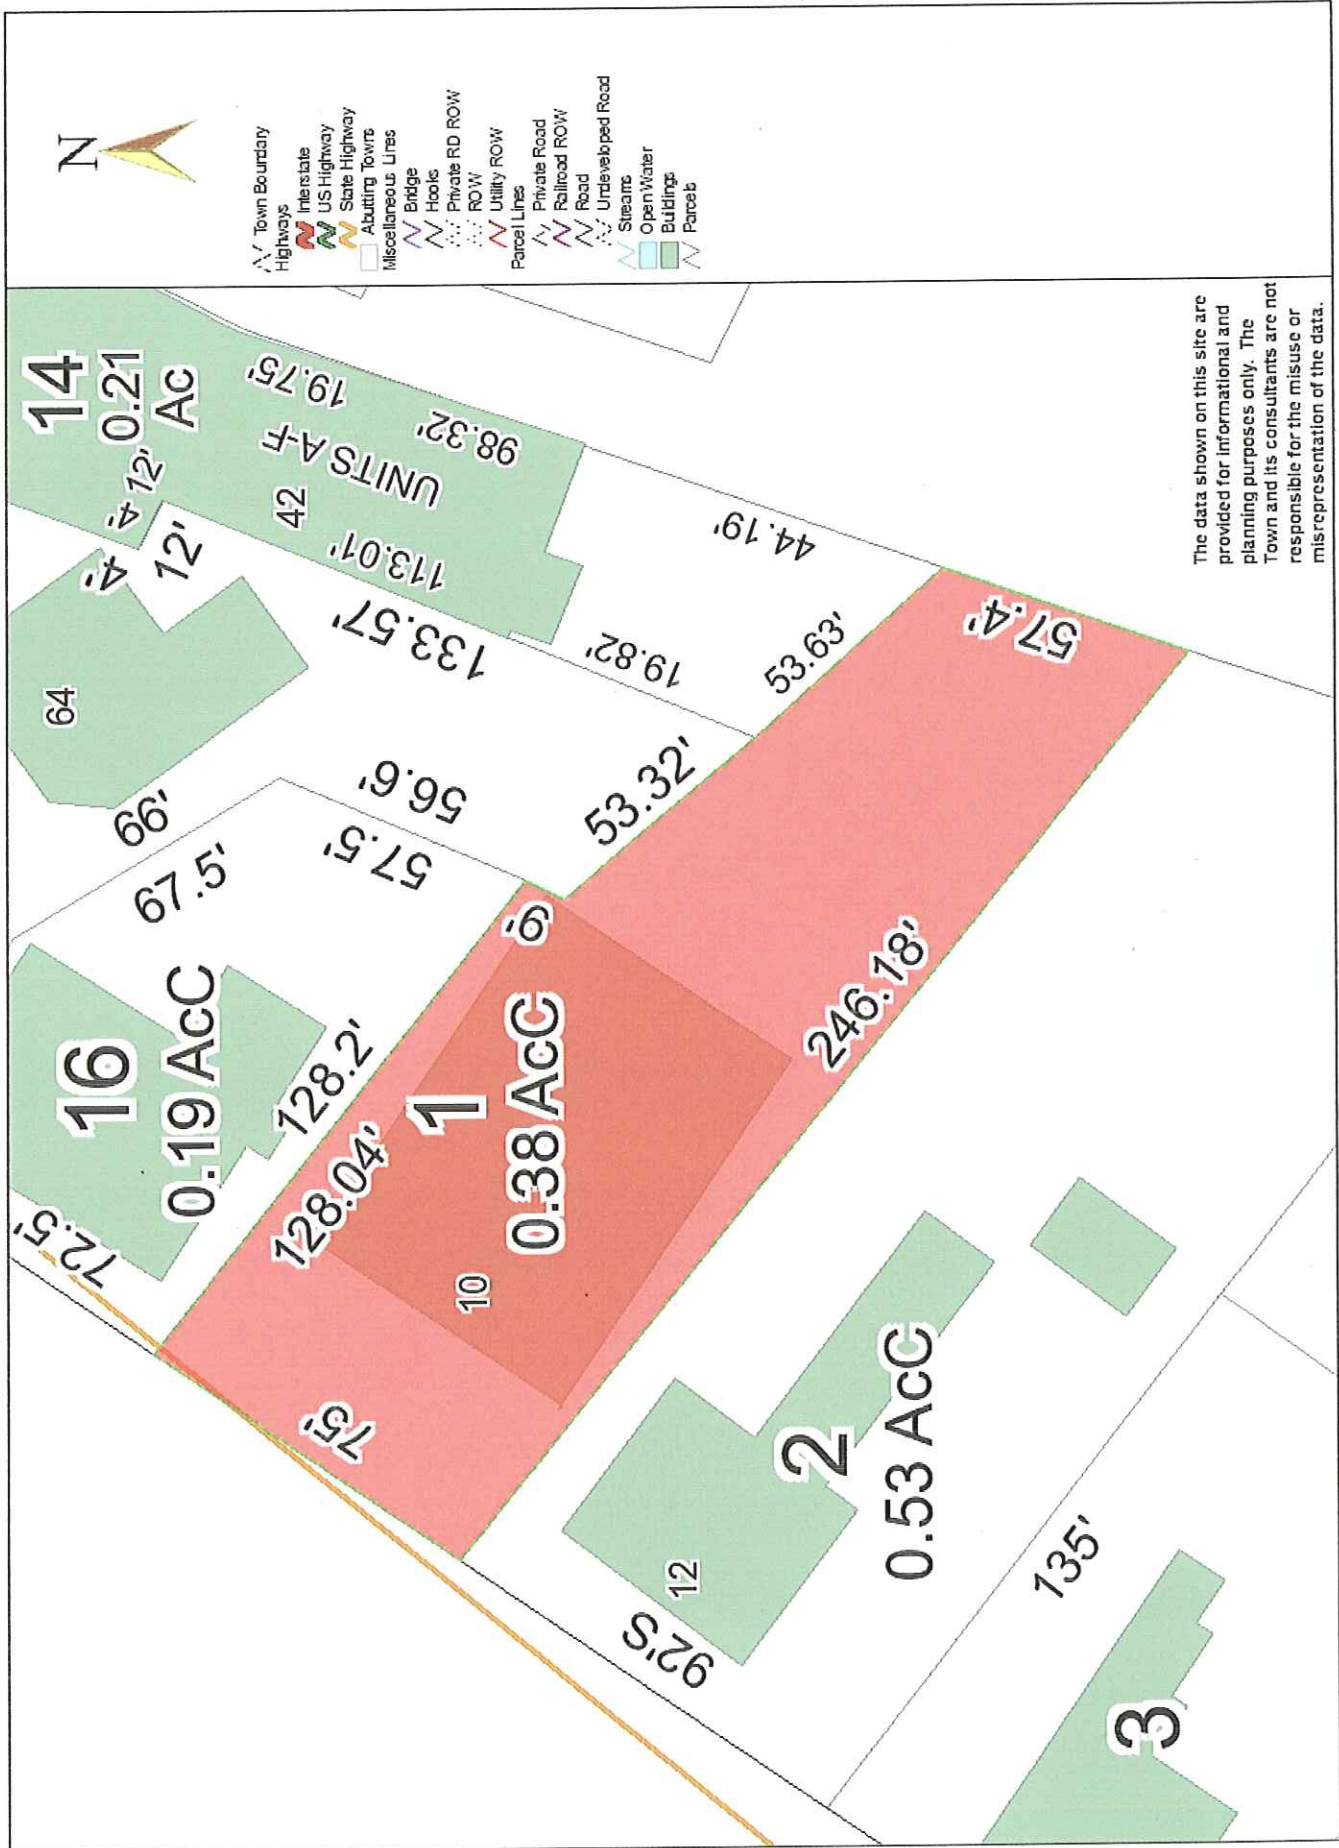 N
Town Boundary
Highways
Interstate
US Highway
State Highway
Abutting Towns
Miscellaneous Lines
Bridge
Hooks
Private RD ROW
ROW
Utility ROW
Parcel Lines
Private Road
Railroad ROW
Road
Undeveloped Road
Streams
Open Water
Buildings
Parcels
14
0.21
Ac
4' 12'
4'
12'
19.75'
UNITS A-F
98.32'
42
113.01'
133.57'
19.82'
44.19'
64
66'
67.5'
56.6'
57.5'
53.32'
53.63'
57.4'
16
0.19 AcC
72.5'
128.2'
128.04'
9'
1
0.38 AcC
10
75'
246.18'
2
0.53 AcC
12
92'S
135'
3
The data shown on this site are
provided for informational and
planning purposes only. The
Town and its consultants are not
responsible for the misuse or
misrepresentation of the data.